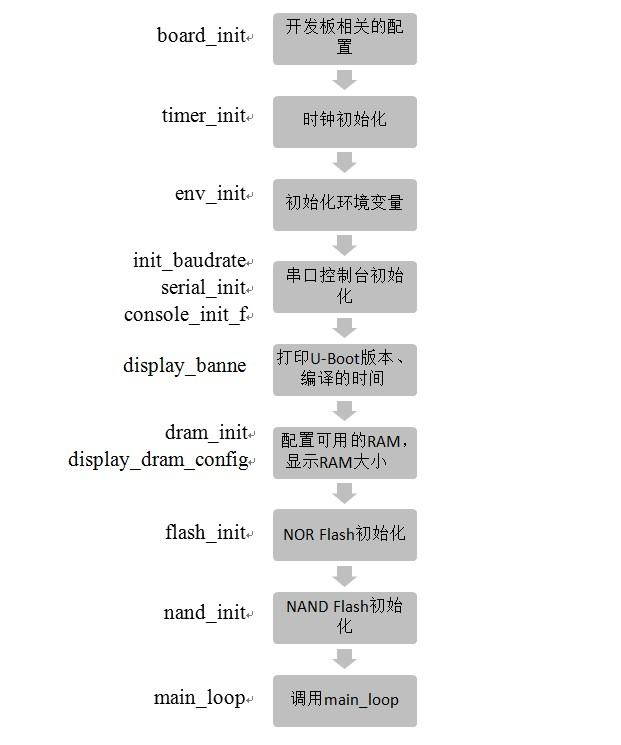 board_init
开发板相关的配
置
timer_init
时钟初始化
env_init
初始化环境变量
init_baudrate
serial_init
console_init_f
串口控制台初始
化
display_banne
打印U-Boot版本、
编译的时间
dram_init
display_dram_config
配置可用的RAM，
显示RAM大小
flash_init
NOR Flash初始化
nand_init
NAND Flash初始
化
main_loop
调用main_loop